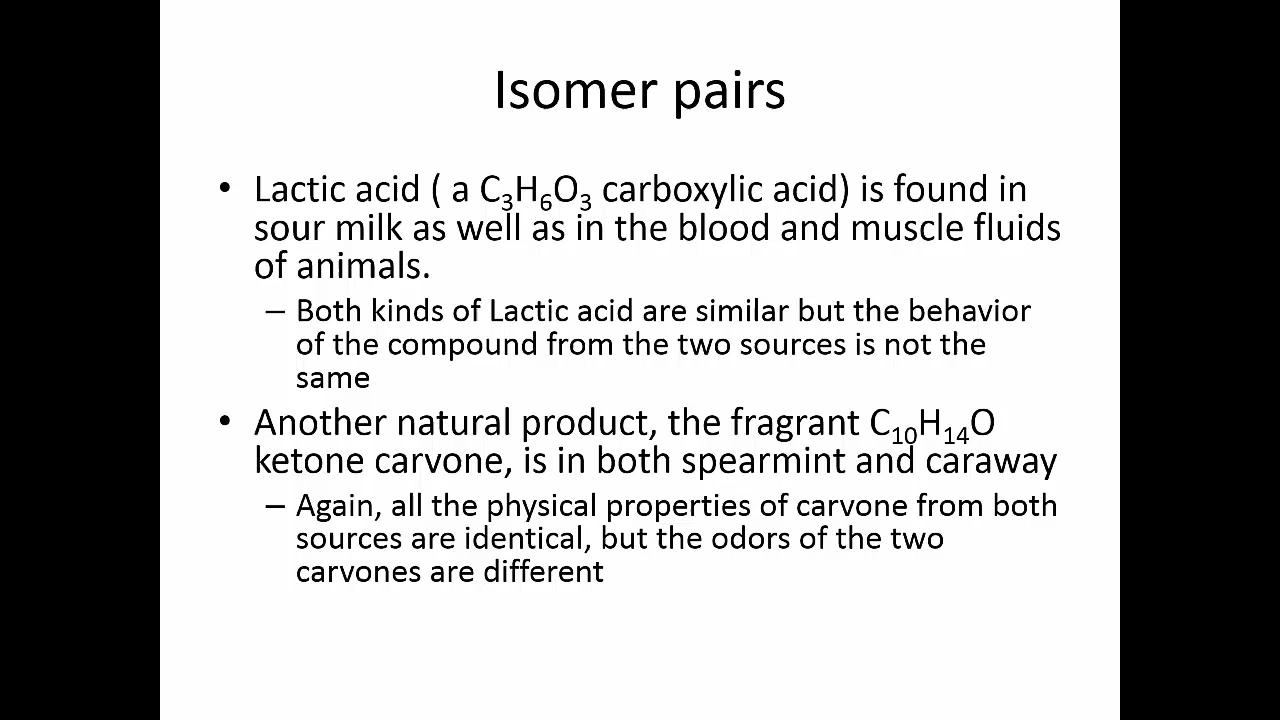 Isomer pairs
• Lactic acid ( a C₃H₆O₃ carboxylic acid) is found in
sour milk as well as in the blood and muscle fluids
of animals.
– Both kinds of Lactic acid are similar but the behavior
of the compound from the two sources is not the
same
• Another natural product, the fragrant C₁₀H₁₄O
ketone carvone, is in both spearmint and caraway
– Again, all the physical properties of carvone from both
sources are identical, but the odors of the two
carvones are different